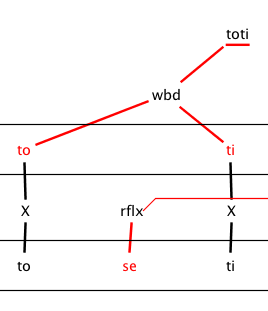 toti
wbd
to ti
X rflx X
to se ti